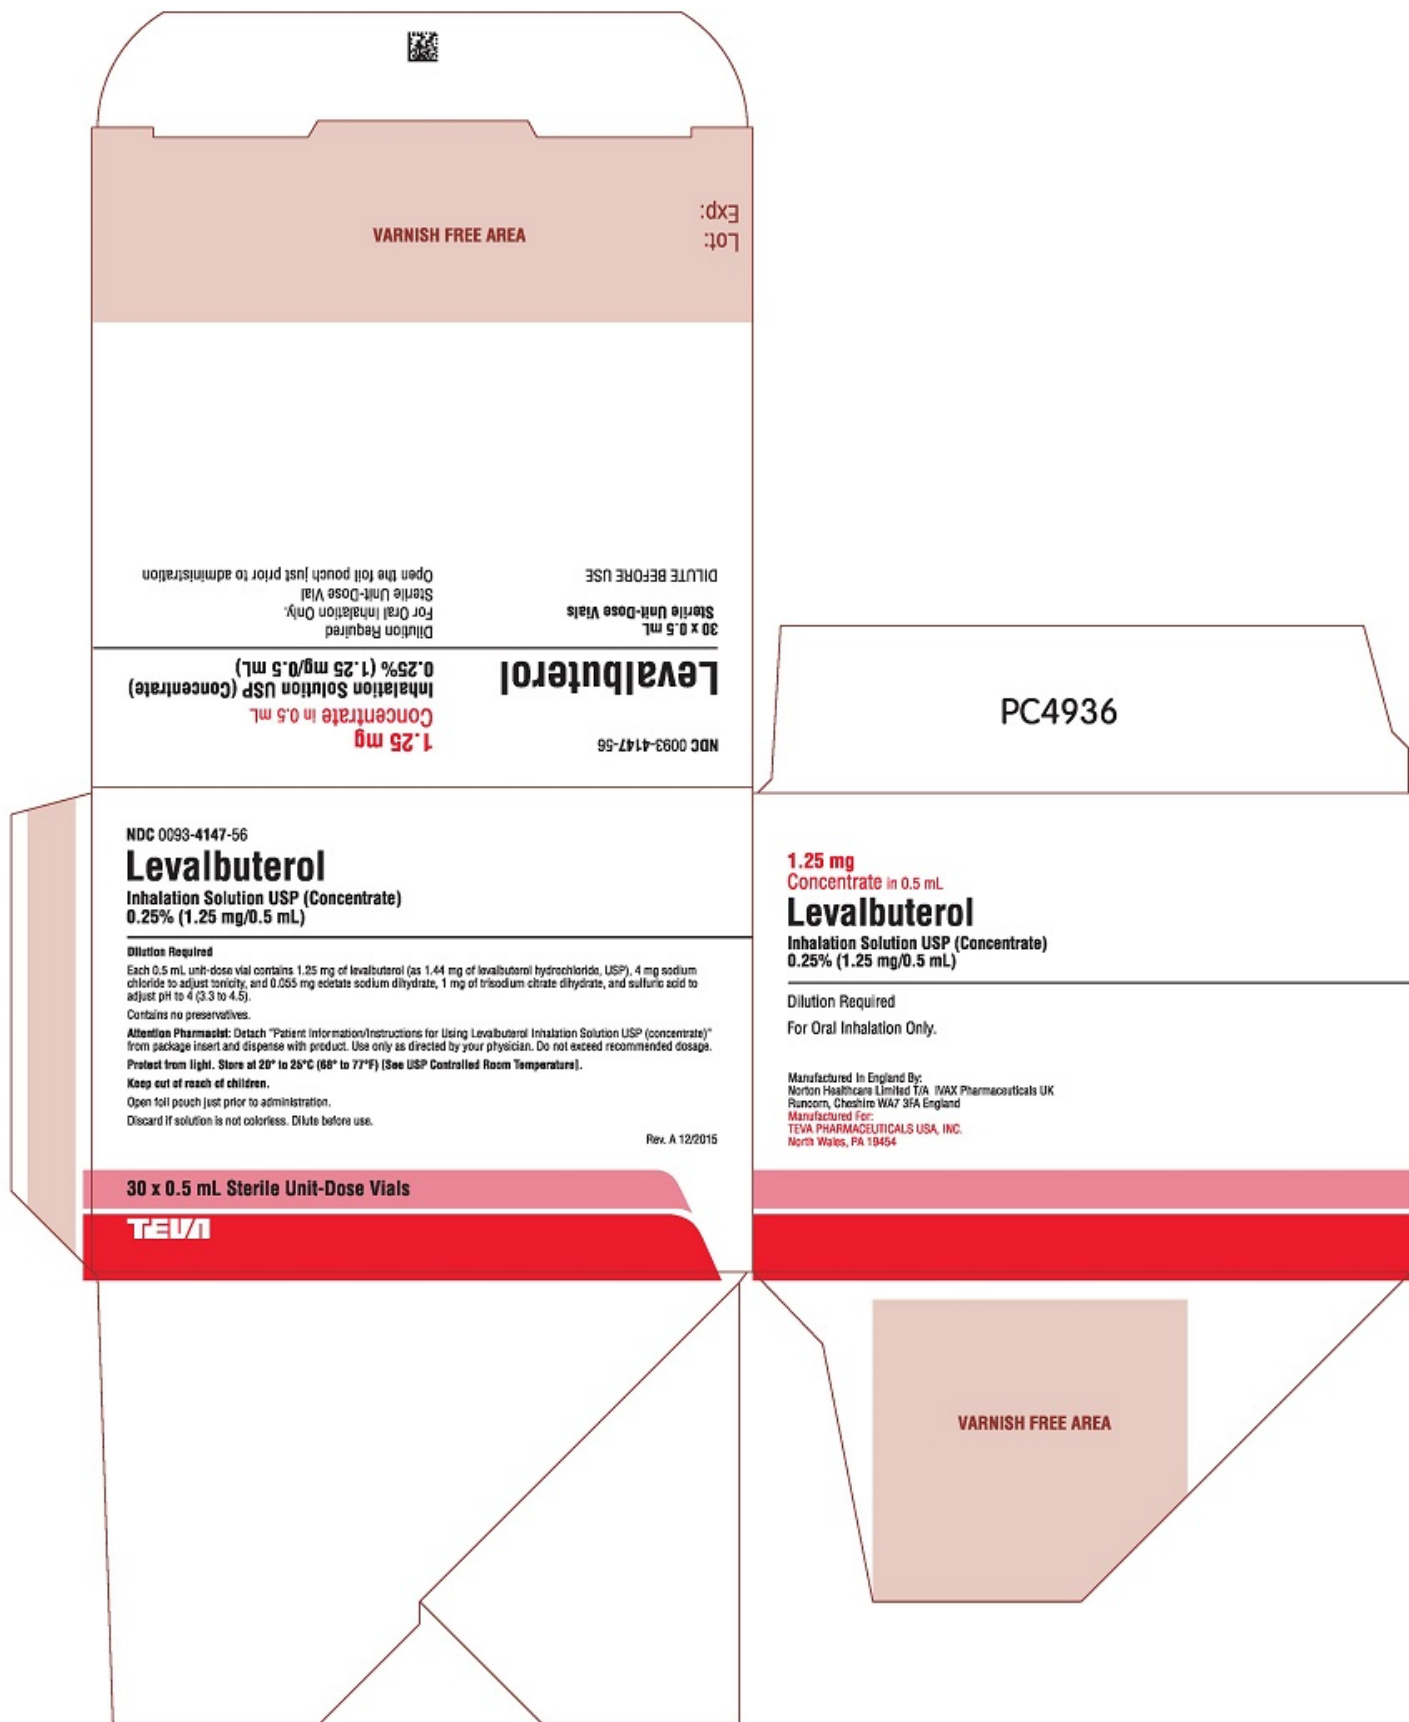 VARNISH FREE AREA
Lot:
Exp:
NDC 0093-4147-56
Levalbuterol
30 x 0.5 mL
Sterile Unit-Dose Vials
DILUTE BEFORE USE
1.25 mg
Concentrate in 0.5 mL
Inhalation Solution USP (Concentrate)
0.25% (1.25 mg/0.5 mL)
Dilution Required
For Oral Inhalation Only.
Sterile Unit-Dose Vial
Open the foil pouch just prior to administration
NDC 0093-4147-56
Levalbuterol
Inhalation Solution USP (Concentrate)
0.25% (1.25 mg/0.5 mL)
Dilution Required
Each 0.5 mL unit-dose vial contains 1.25 mg of levalbuterol (as 1.44 mg of levalbuterol hydrochloride, USP), 4 mg sodium
chloride to adjust tonicity, and 0.055 mg edetate sodium dihydrate, 1 mg of trisodium citrate dihydrate, and sulfuric acid to
adjust pH to 4 (3.3 to 4.5).
Contains no preservatives.
Attention Pharmacist: Detach "Patient Information/Instructions for Using Levalbuterol Inhalation Solution USP (concentrate)"
from package insert and dispense with product. Use only as directed by your physician. Do not exceed recommended dosage.
Protect from light. Store at 20° to 25°C (68° to 77°F) [See USP Controlled Room Temperature].
Keep out of reach of children.
Open foil pouch just prior to administration.
Discard if solution is not colorless. Dilute before use.
Rev. A 12/2015
30 x 0.5 mL Sterile Unit-Dose Vials
TEVA
PC4936
1.25 mg
Concentrate in 0.5 mL
Levalbuterol
Inhalation Solution USP (Concentrate)
0.25% (1.25 mg/0.5 mL)
Dilution Required
For Oral Inhalation Only.
Manufactured In England By:
Norton Healthcare Limited T/A IVAX Pharmaceuticals UK
Runcorn, Cheshire WA7 3FA England
Manufactured For:
TEVA PHARMACEUTICALS USA, INC.
North Wales, PA 19454
VARNISH FREE AREA